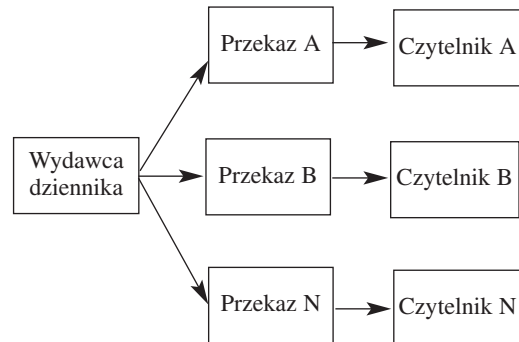 Przekaz A
Czytelnik A
Wydawca
dziennika
Przekaz B
Czytelnik B
Przekaz N
Czytelnik N